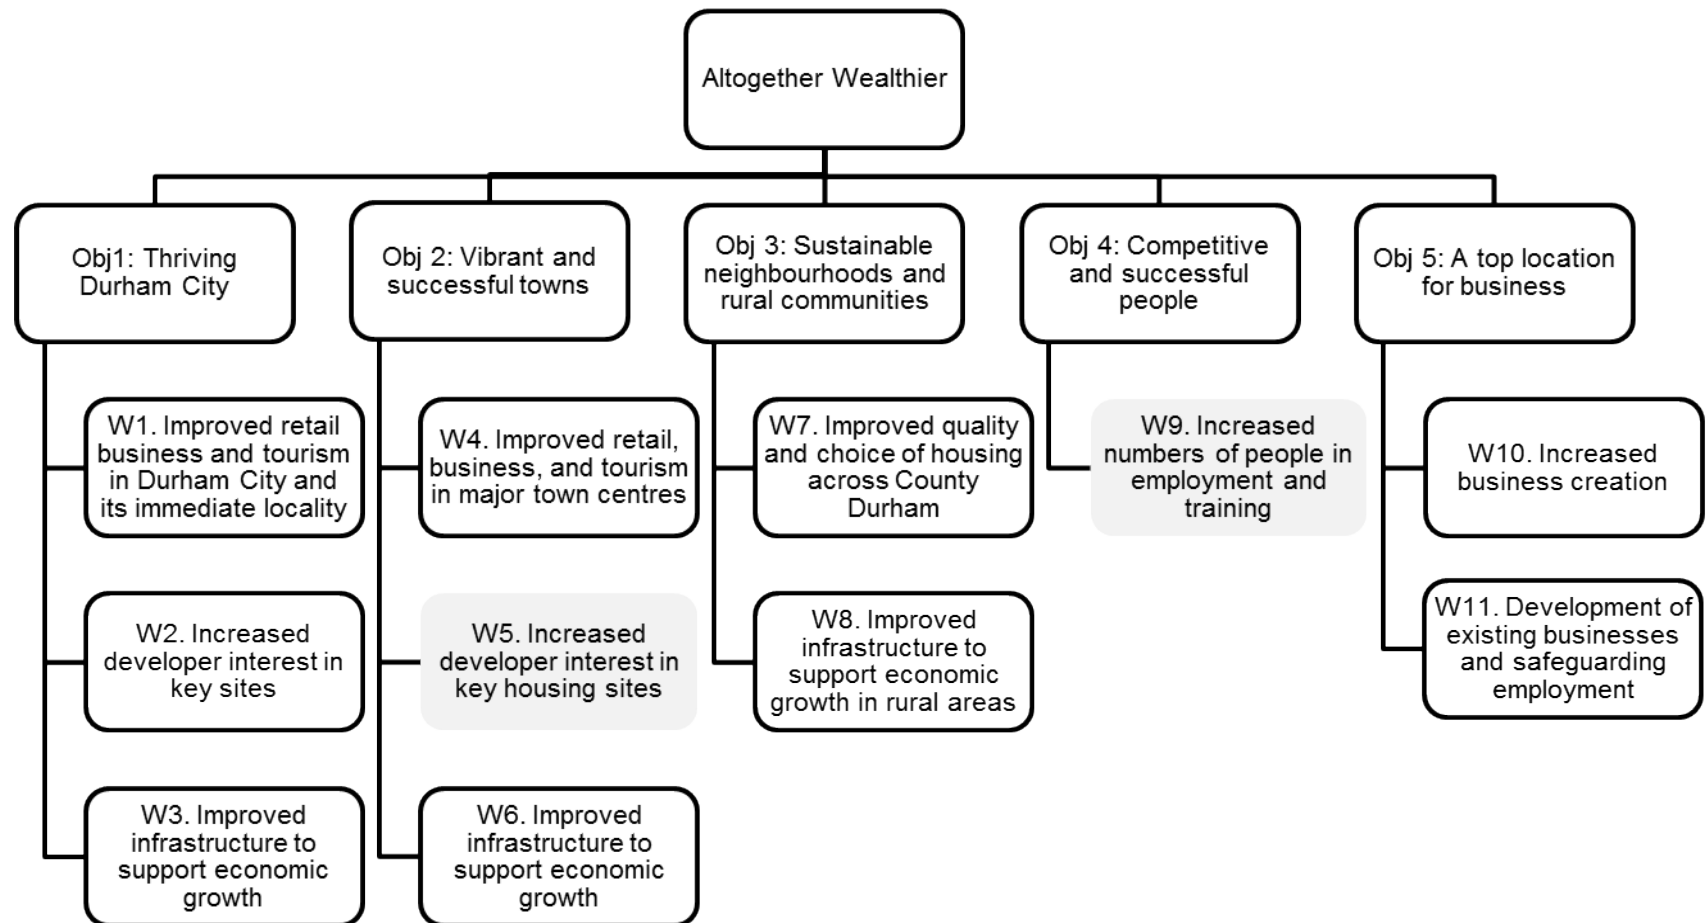 Altogether Wealthier
Obj1: Thriving
Durham City
Obj 2: Vibrant and
successful towns
Obj 3: Sustainable
neighbourhoods and
rural communities
Obj 4: Competitive
and successful
people
Obj 5: A top location
for business
W1. Improved retail
business and tourism
in Durham City and
its immediate locality
W2. Increased
developer interest in
key sites
W3. Improved
infrastructure to
support economic
growth
W4. Improved retail,
business, and tourism
in major town centres
W5. Increased
developer interest in
key housing sites
W6. Improved
infrastructure to
support economic
growth
W7. Improved quality
and choice of housing
across County
Durham
W8. Improved
infrastructure to
support economic
growth in rural areas
W9. Increased
numbers of people in
employment and
training
W10. Increased
business creation
W11. Development of
existing businesses
and safeguarding
employment